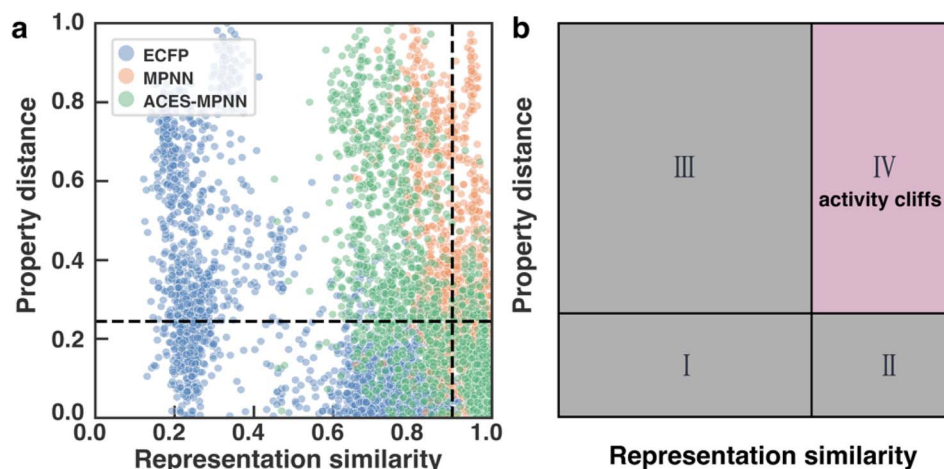 a
1.0
0.8
0.6
0.4
0.2
0.0
Property distance
ECFP
MPNN
ACES-MPNN
0.0 0.2 0.4 0.6 0.8 1.0
Representation similarity
b
Property distance
III
IV
activity cliffs
I
II
Representation similarity